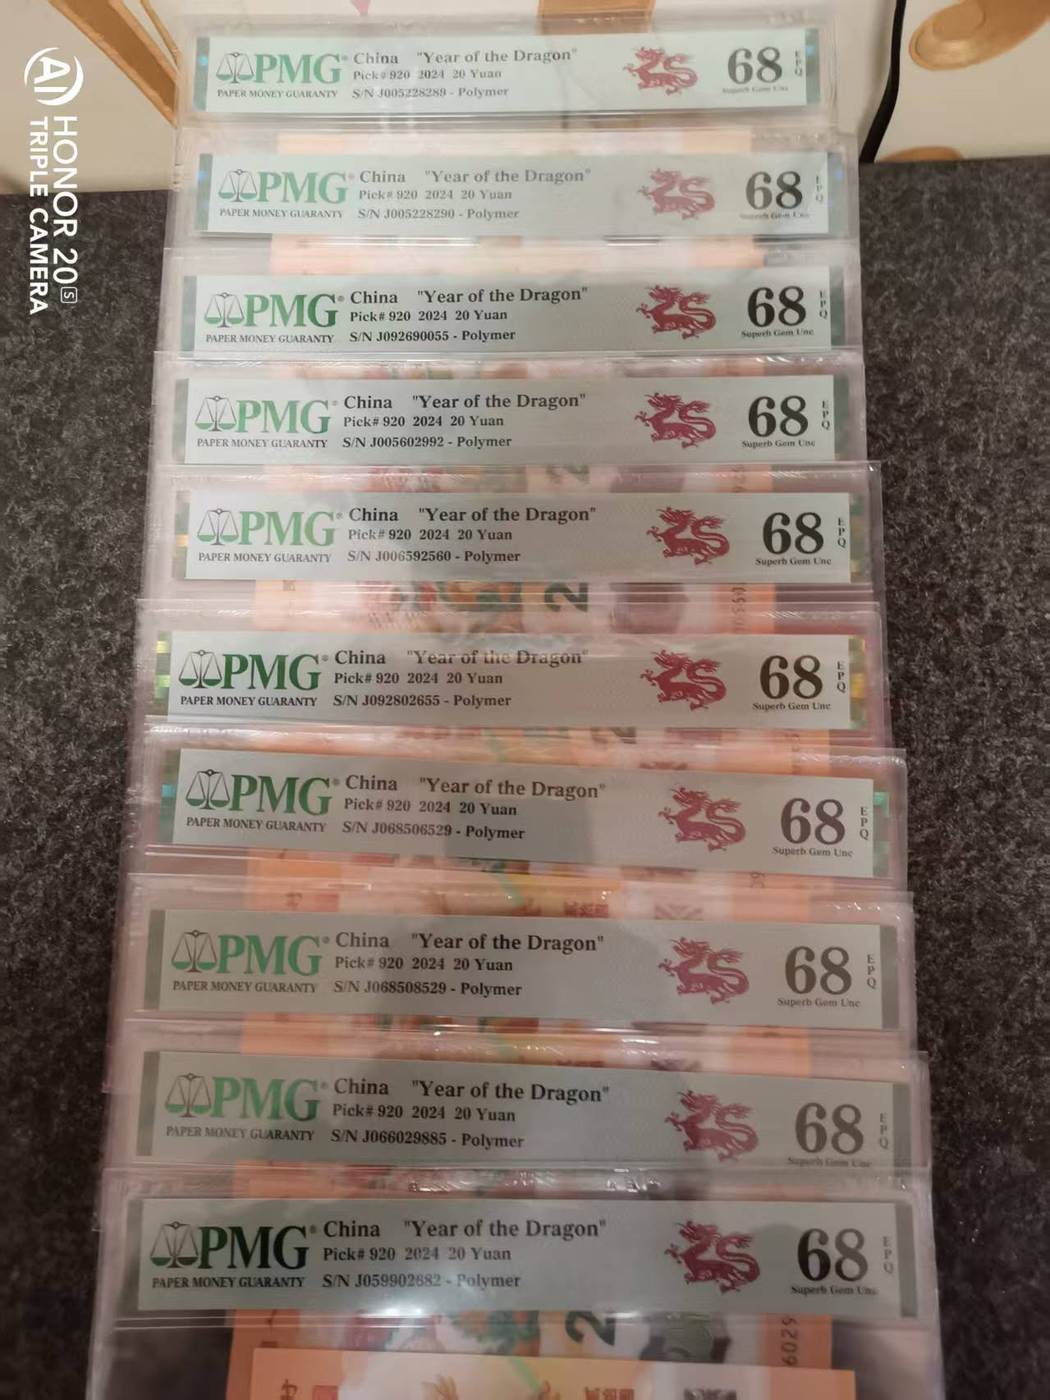 HONOR 20S
AI TRIPLE CAMERA
PMG® China "Year of the Dragon" 68 EPQ
Pick# 920 2024 20 Yuan
PAPER MONEY GUARANTY S/N J005228289 - Polymer Superb Gem Unc
PMG® China "Year of the Dragon" 68 EPQ
Pick# 920 2024 20 Yuan
PAPER MONEY GUARANTY S/N J005228290 - Polymer Superb Gem Unc
PMG® China "Year of the Dragon" 68 EPQ
Pick# 920 2024 20 Yuan
PAPER MONEY GUARANTY S/N J092690055 - Polymer Superb Gem Unc
PMG® China "Year of the Dragon" 68 EPQ
Pick# 920 2024 20 Yuan
PAPER MONEY GUARANTY S/N J005602992 - Polymer Superb Gem Unc
PMG® China "Year of the Dragon" 68 EPQ
Pick# 920 2024 20 Yuan
PAPER MONEY GUARANTY S/N J006592560 - Polymer Superb Gem Unc
2
PMG® China "Year of the Dragon" 68 EPQ
Pick# 920 2024 20 Yuan
PAPER MONEY GUARANTY S/N J092802655 - Polymer Superb Gem Unc
PMG® China "Year of the Dragon" 68 EPQ
Pick# 920 2024 20 Yuan
PAPER MONEY GUARANTY S/N J068506529 - Polymer Superb Gem Unc
PMG® China "Year of the Dragon" 68 EPQ
Pick# 920 2024 20 Yuan
PAPER MONEY GUARANTY S/N J068508529 - Polymer Superb Gem Unc
PMG® China "Year of the Dragon" 68 EPQ
Pick# 920 2024 20 Yuan
PAPER MONEY GUARANTY S/N J066029885 - Polymer Superb Gem Unc
PMG® China "Year of the Dragon" 68 EPQ
Pick# 920 2024 20 Yuan
PAPER MONEY GUARANTY S/N J059902682 - Polymer Superb Gem Unc
2
6029